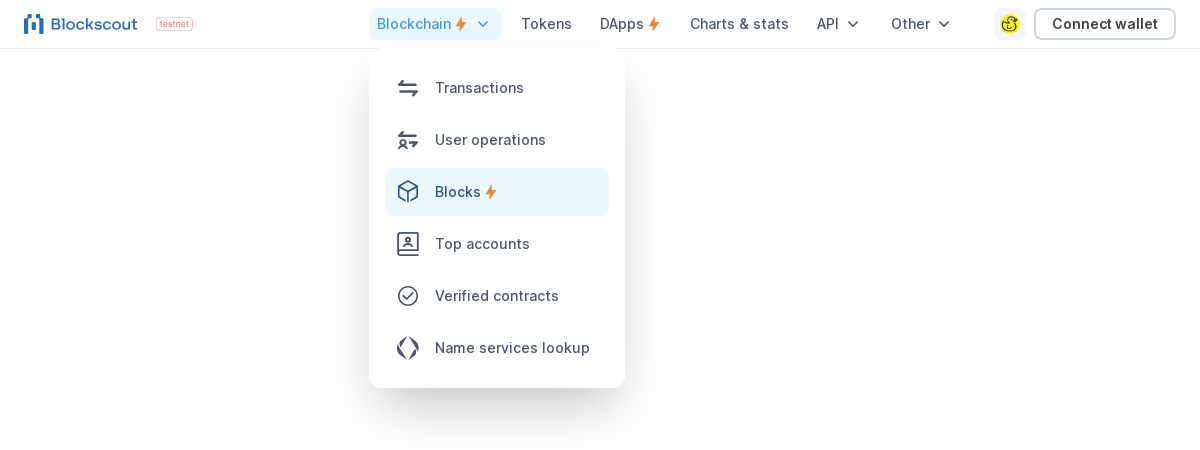 Blockscout testnet Blockchain Tokens DApps Charts & stats API Other Connect wallet
Transactions
User operations
Blocks
Top accounts
Verified contracts
Name services lookup